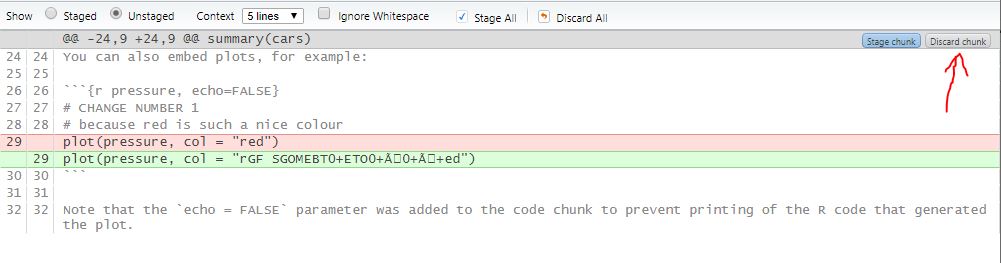 Show Staged Unstaged Context 5 lines Ignore Whitespace Stage All Discard All
@@ -24,9 +24,9 @@ summary(cars) Stage chunk Discard chunk
24 24 You can also embed plots, for example:
25 25
26 26 ```{r pressure, echo=FALSE}
27 27 # CHANGE NUMBER 1
28 28 # because red is such a nice colour
29 plot(pressure, col = "red")
29 plot(pressure, col = "rGF SGOMEBT0+ETO0+Ã□0+Ã□+ed")
30 30 ```
31 31
32 32 Note that the `echo = FALSE` parameter was added to the code chunk to prevent printing of the R code that generated
the plot.